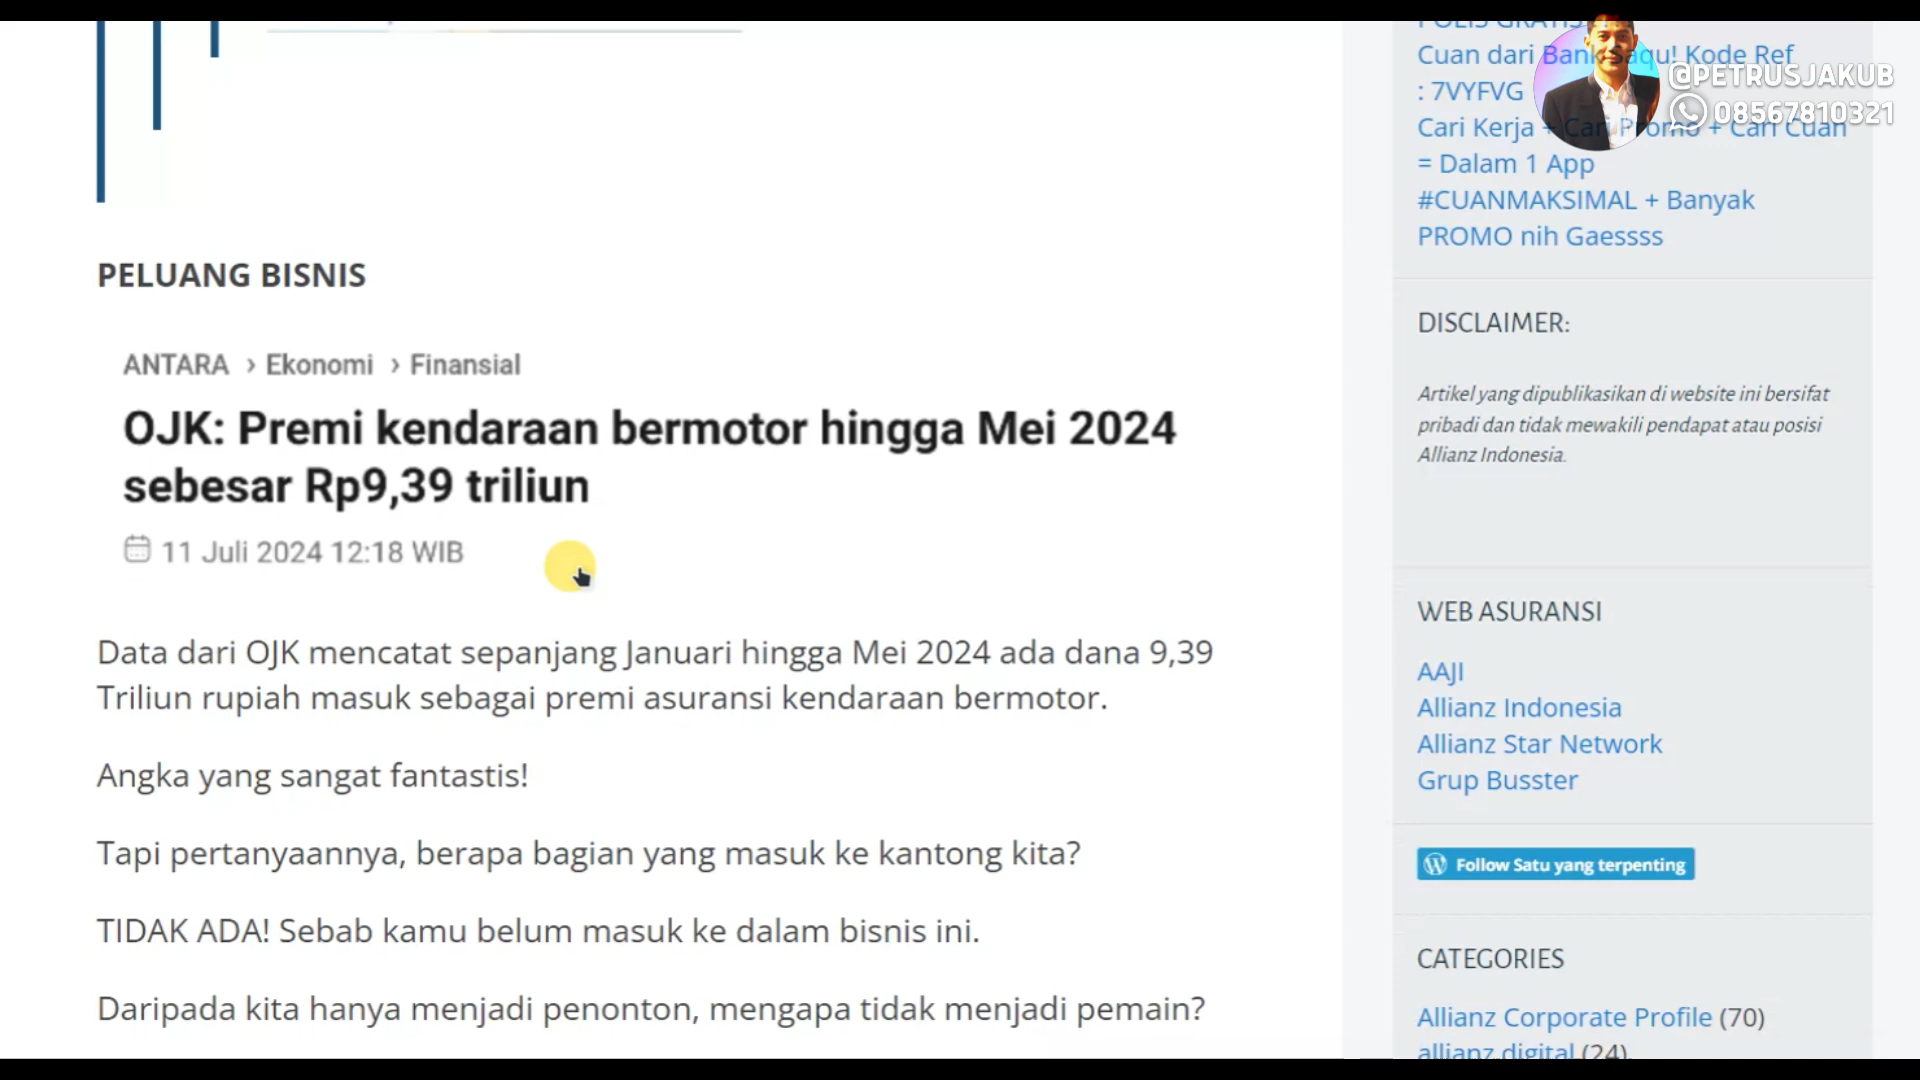 PELUANG BISNIS
ANTARA › Ekonomi › Finansial
OJK: Premi kendaraan bermotor hingga Mei 2024
sebesar Rp9,39 triliun
11 Juli 2024 12:18 WIB
Data dari OJK mencatat sepanjang Januari hingga Mei 2024 ada dana 9,39
Triliun rupiah masuk sebagai premi asuransi kendaraan bermotor.
Angka yang sangat fantastis!
Tapi pertanyaannya, berapa bagian yang masuk ke kantong kita?
TIDAK ADA! Sebab kamu belum masuk ke dalam bisnis ini.
Daripada kita hanya menjadi penonton, mengapa tidak menjadi pemain?
POLIS GRATIS
Cuan dari Bank Saqu! Kode Ref
: 7VYFVG
Cari Kerja + Cari Promo + Cari Cuan
= Dalam 1 App
#CUANMAKSIMAL + Banyak
PROMO nih Gaessss
@PETRUSJAKUB
08567810321
DISCLAIMER:
Artikel yang dipublikasikan di website ini bersifat
pribadi dan tidak mewakili pendapat atau posisi
Allianz Indonesia.
WEB ASURANSI
AAJI
Allianz Indonesia
Allianz Star Network
Grup Busster
Follow Satu yang terpenting
CATEGORIES
Allianz Corporate Profile (70)
allianz digital (24)